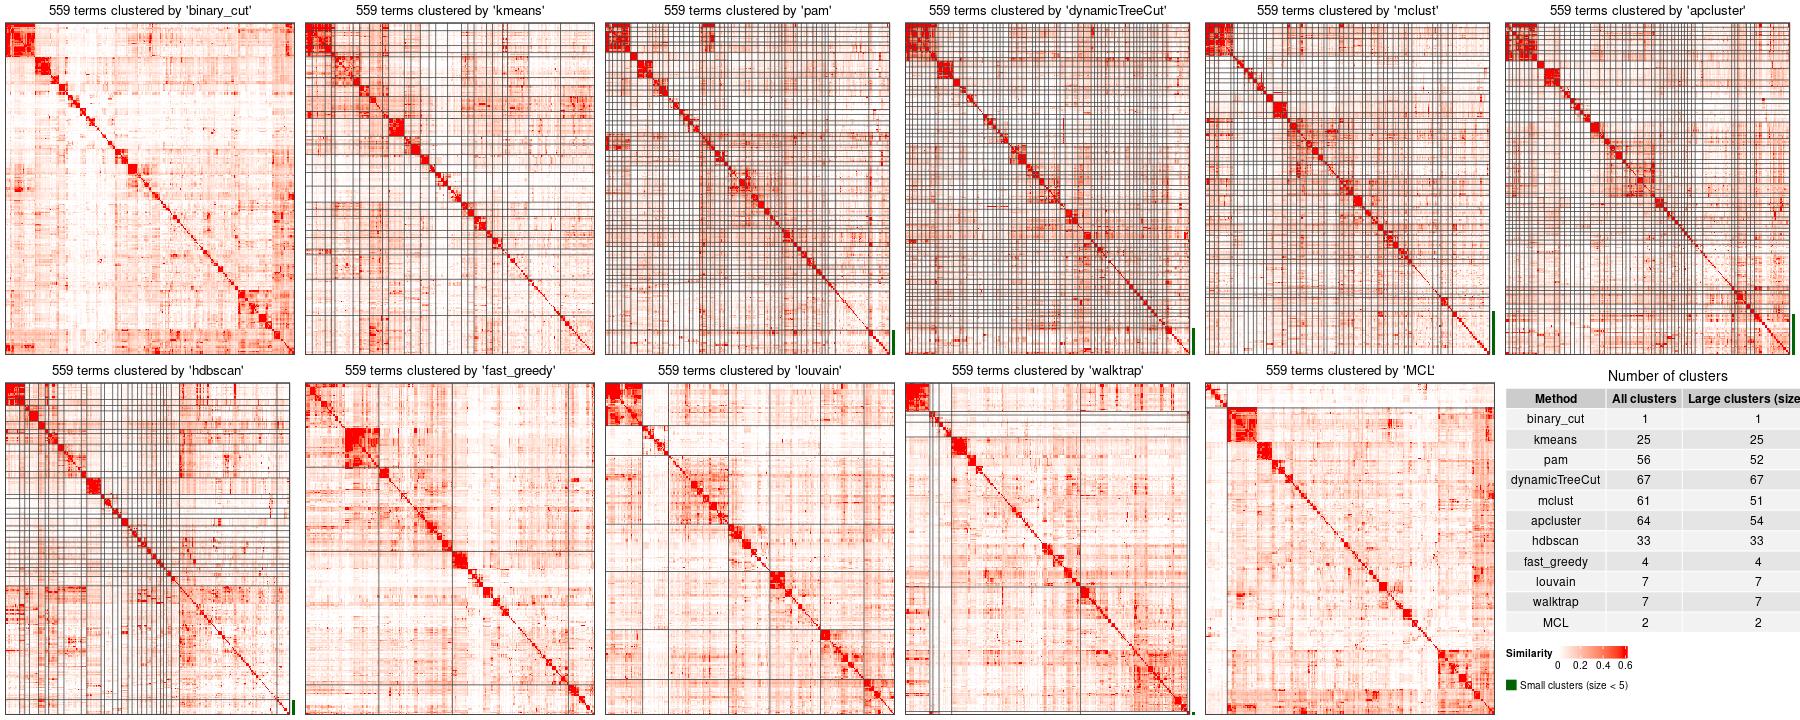 559 terms clustered by 'binary_cut'
559 terms clustered by 'kmeans'
559 terms clustered by 'pam'
559 terms clustered by 'dynamicTreeCut'
559 terms clustered by 'mclust'
559 terms clustered by 'apcluster'
559 terms clustered by 'hdbscan'
559 terms clustered by 'fast_greedy'
559 terms clustered by 'louvain'
559 terms clustered by 'walktrap'
559 terms clustered by 'MCL'
Number of clusters
Method All clusters Large clusters (size
binary_cut 1 1
kmeans 25 25
pam 56 52
dynamicTreeCut 67 67
mclust 61 51
apcluster 64 54
hdbscan 33 33
fast_greedy 4 4
louvain 7 7
walktrap 7 7
MCL 2 2
Similarity
0 0.2 0.4 0.6
Small clusters (size < 5)